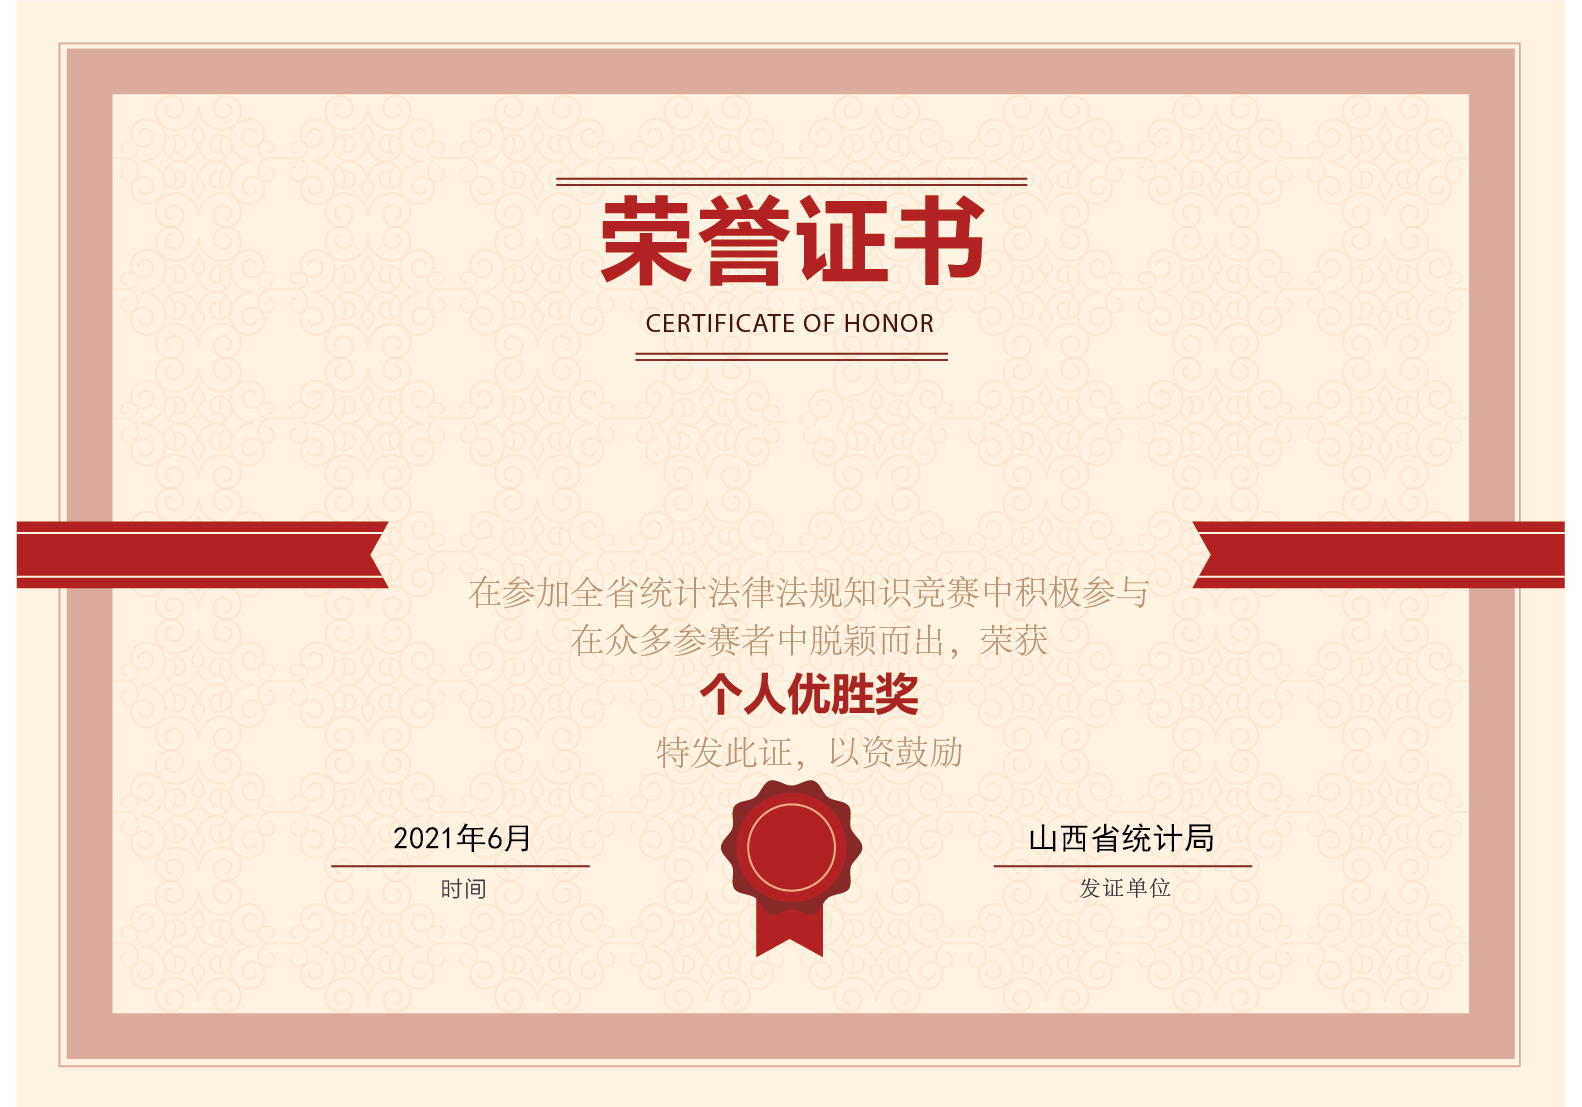 荣誉证书
CERTIFICATE OF HONOR
在参加全省统计法律法规知识竞赛中积极参与
在众多参赛者中脱颖而出，荣获
个人优胜奖
特发此证，以资鼓励
2021年6月
时间
山西省统计局
发证单位